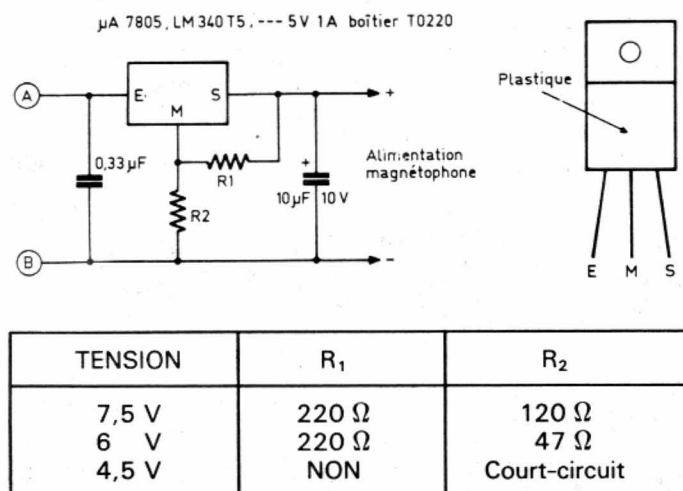 µA 7805, LM 340 T5, --- 5V 1A boîtier T0220
A
E
S
M
+
0,33 µF
R1
R2
+
10 µF 10 V
Alimentation
magnétophone
B
-
Plastique
E M S
TENSION R₁ R₂
7,5 V 220 Ω 120 Ω
6 V 220 Ω 47 Ω
4,5 V NON Court-circuit